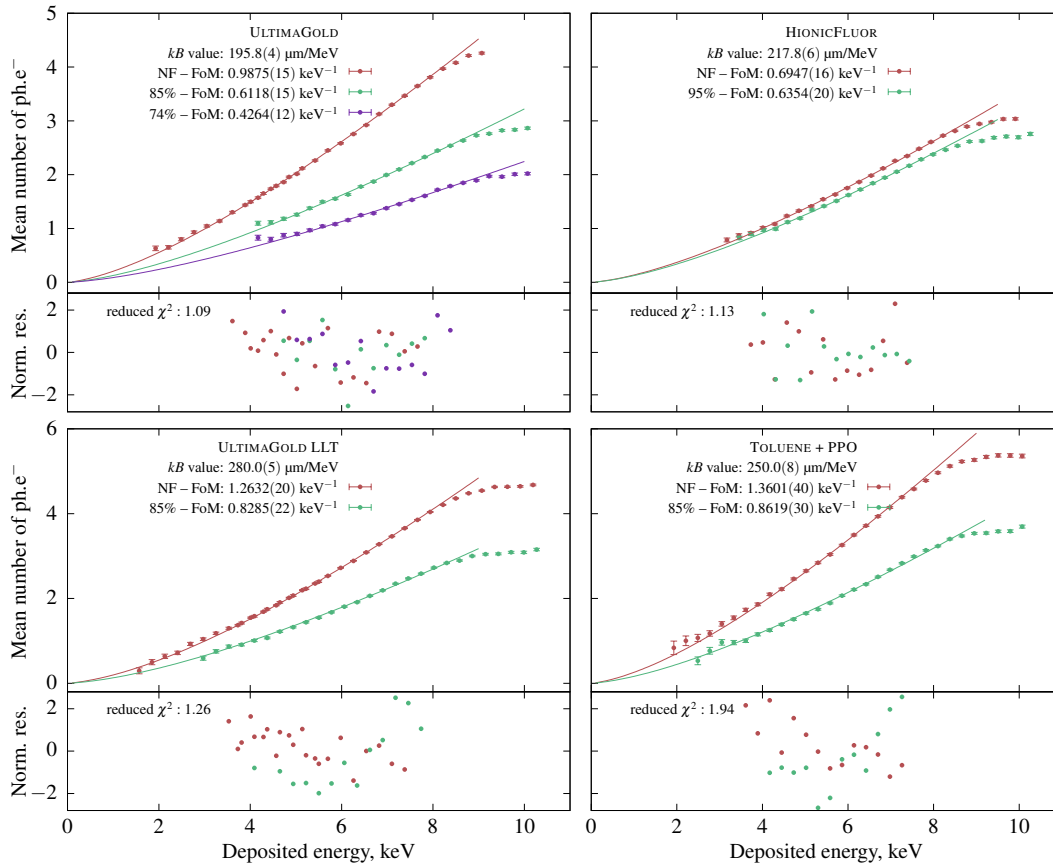 ULTIMAGOLD
kB value: 195.8(4) µm/MeV
NF – FoM: 0.9875(15) keV⁻¹
85% – FoM: 0.6118(15) keV⁻¹
74% – FoM: 0.4264(12) keV⁻¹
Mean number of ph.e⁻
5
4
3
2
1
0
HIONICFLUOR
kB value: 217.8(6) µm/MeV
NF – FoM: 0.6947(16) keV⁻¹
95% – FoM: 0.6354(20) keV⁻¹
Norm. res.
2
0
−2
reduced χ² : 1.09
reduced χ² : 1.13
ULTIMAGOLD LLT
kB value: 280.0(5) µm/MeV
NF – FoM: 1.2632(20) keV⁻¹
85% – FoM: 0.8285(22) keV⁻¹
Mean number of ph.e⁻
6
4
2
0
TOLUENE + PPO
kB value: 250.0(8) µm/MeV
NF – FoM: 1.3601(40) keV⁻¹
85% – FoM: 0.8619(30) keV⁻¹
Norm. res.
2
0
−2
reduced χ² : 1.26
reduced χ² : 1.94
0 2 4 6 8 10
0 2 4 6 8 10
Deposited energy, keV
Deposited energy, keV